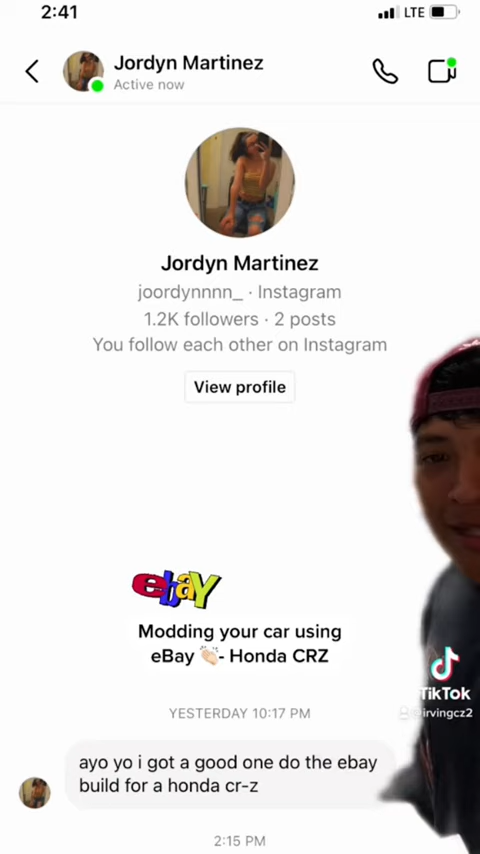 2:41
LTE
Jordyn Martinez
Active now
Jordyn Martinez
joordynnnn_ · Instagram
1.2K followers · 2 posts
You follow each other on Instagram
View profile
ebay
Modding your car using
eBay 👏🏻- Honda CRZ
TikTok
@irvingcz2
YESTERDAY 10:17 PM
ayo yo i got a good one do the ebay
build for a honda cr-z
2:15 PM